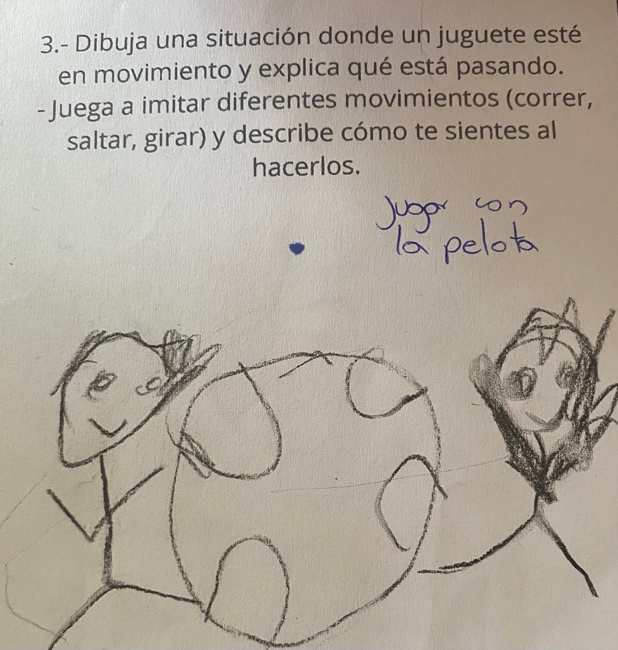 3.- Dibuja una situación donde un juguete esté
en movimiento y explica qué está pasando.
-Juega a imitar diferentes movimientos (correr,
saltar, girar) y describe cómo te sientes al
hacerlos.
Jugar con
la pelota